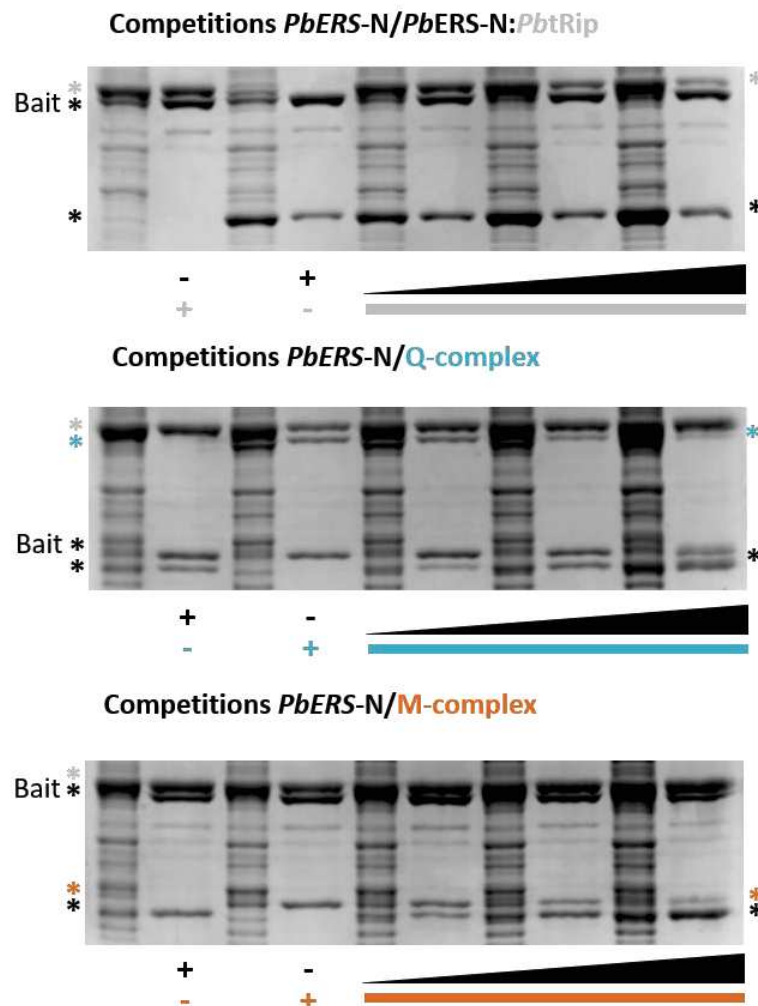 Competitions PbERS-N/PbERS-N:PbtRip
*
Bait * *
* *
- +
+ -
Competitions PbERS-N/Q-complex
*
* *
Bait *
* *
+ -
- +
Competitions PbERS-N/M-complex
*
Bait *
* *
* *
+ -
- +